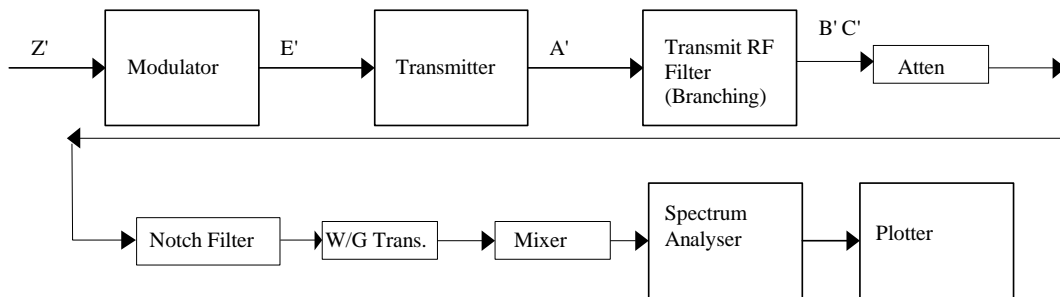 Z'
Modulator
E'
Transmitter
A'
Transmit RF
Filter
(Branching)
B' C'
Atten
Notch Filter
W/G Trans.
Mixer
Spectrum
Analyser
Plotter